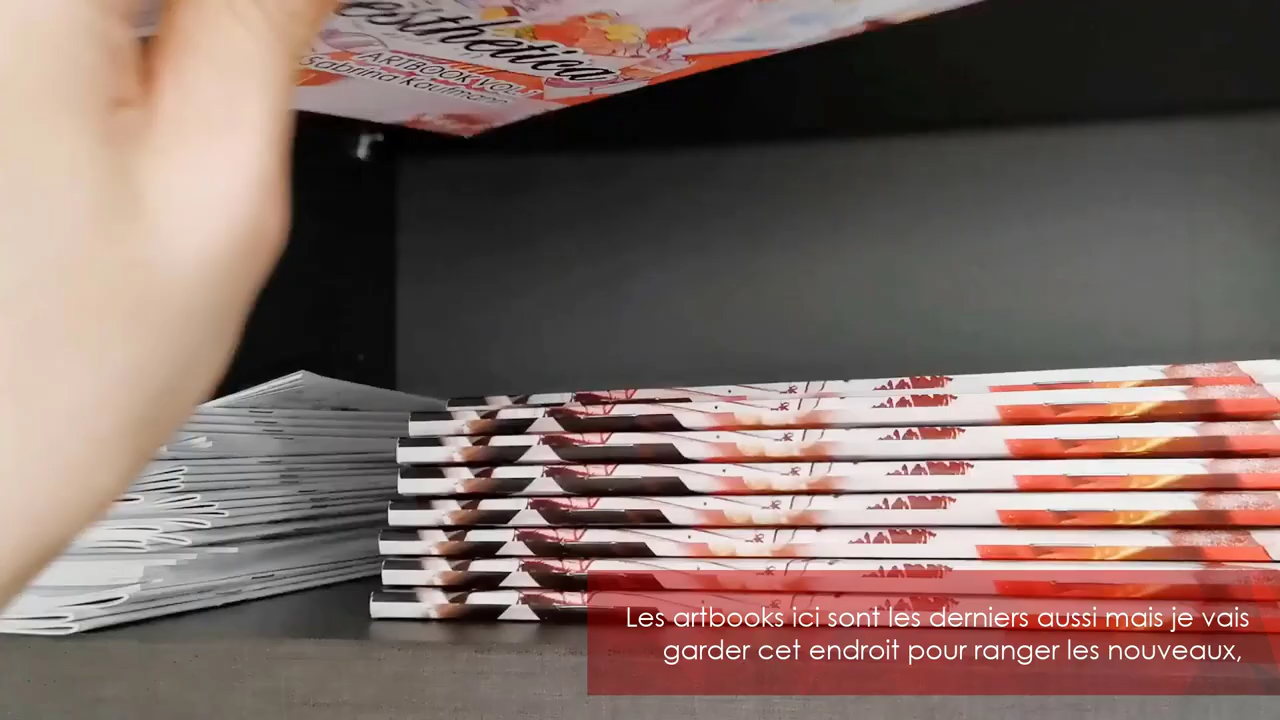 ARTBOOK VOL.1
Sabrina Kaufmann
Les artbooks ici sont les derniers aussi mais je vais
garder cet endroit pour ranger les nouveaux,